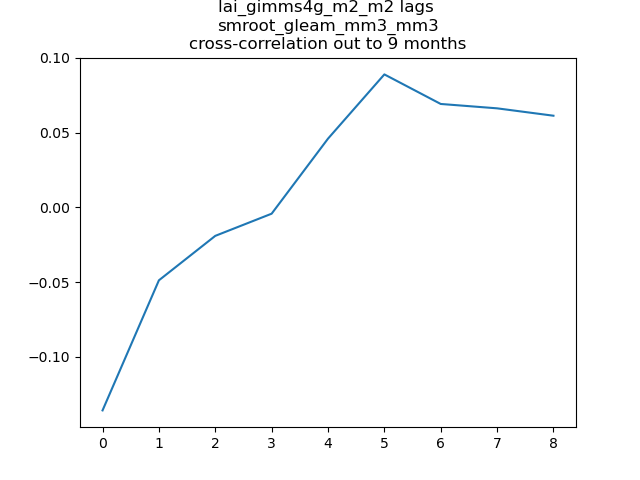 lai_gimms4g_m2_m2 lags
smroot_gleam_mm3_mm3
cross-correlation out to 9 months
0.10
0.05
0.00
−0.05
−0.10
0 1 2 3 4 5 6 7 8